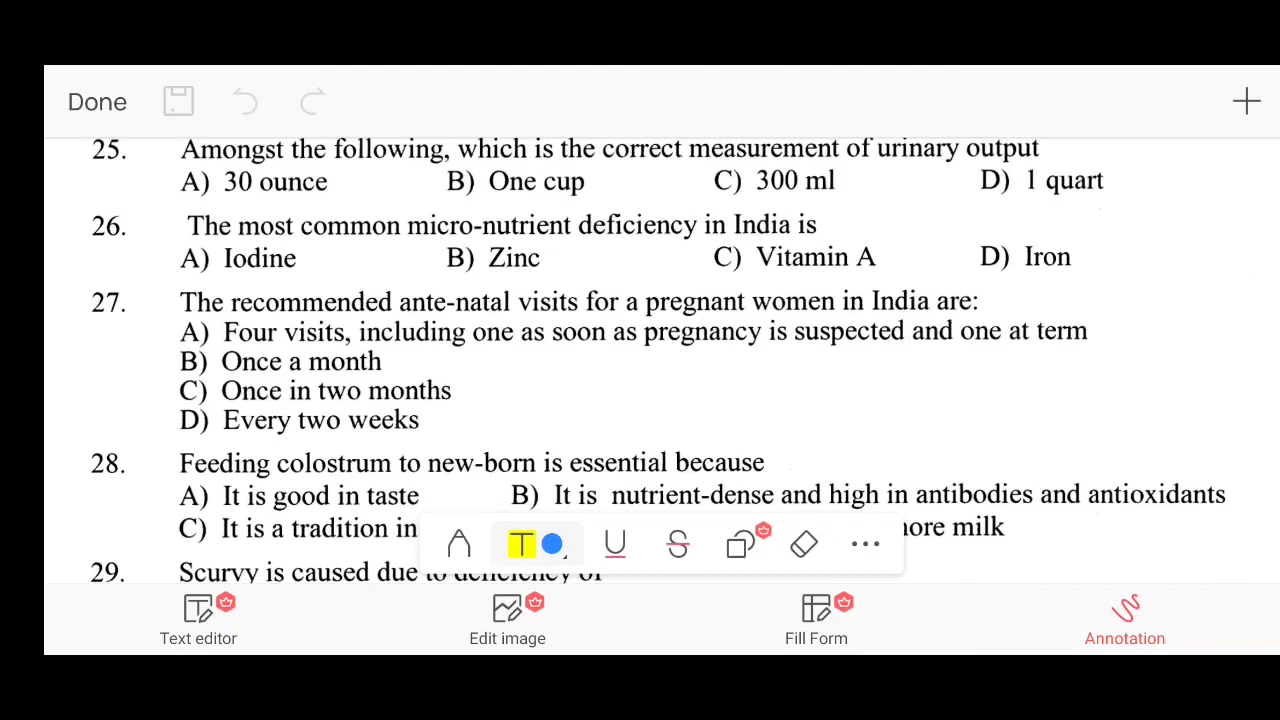 Done
25. Amongst the following, which is the correct measurement of urinary output
A) 30 ounce B) One cup C) 300 ml D) 1 quart
26. The most common micro-nutrient deficiency in India is
A) Iodine B) Zinc C) Vitamin A D) Iron
27. The recommended ante-natal visits for a pregnant women in India are:
A) Four visits, including one as soon as pregnancy is suspected and one at term
B) Once a month
C) Once in two months
D) Every two weeks
28. Feeding colostrum to new-born is essential because
A) It is good in taste B) It is nutrient-dense and high in antibodies and antioxidants
C) It is a tradition in more milk
29. Scurvy is caused due to deficiency of
Text editor Edit image Fill Form Annotation